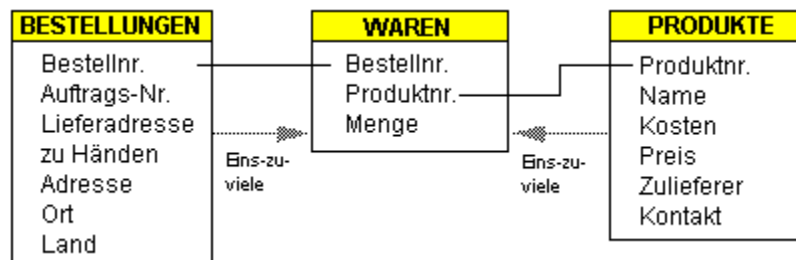 BESTELLUNGEN
Bestellnr.
Auftrags-Nr.
Lieferadresse
zu Händen
Adresse
Ort
Land
Eins-zu-
viele
WAREN
Bestellnr.
Produktnr.
Menge
Eins-zu-
viele
PRODUKTE
Produktnr.
Name
Kosten
Preis
Zulieferer
Kontakt